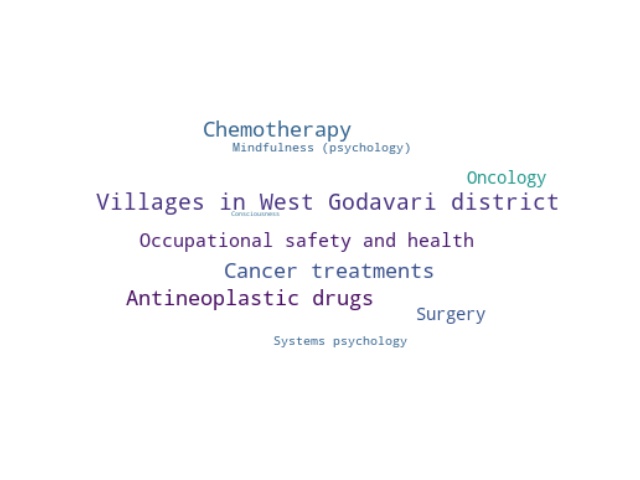 Chemotherapy
Mindfulness (psychology)
Oncology
Villages in West Godavari district
Consciousness
Occupational safety and health
Cancer treatments
Antineoplastic drugs
Surgery
Systems psychology